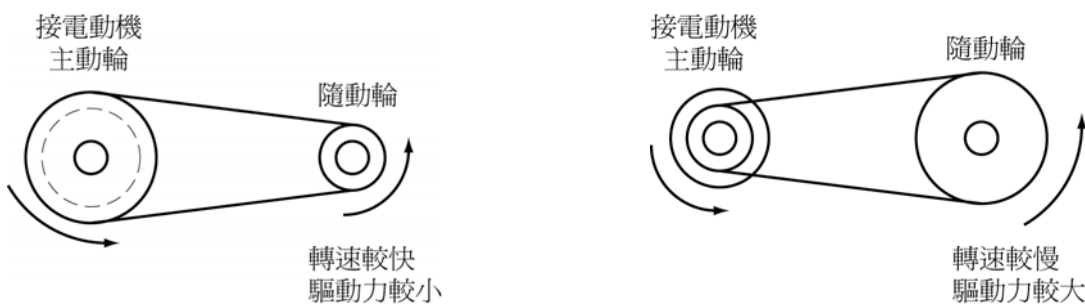 接電動機
主動輪
隨動輪
轉速較快
驅動力較小
接電動機
主動輪
隨動輪
轉速較慢
驅動力較大